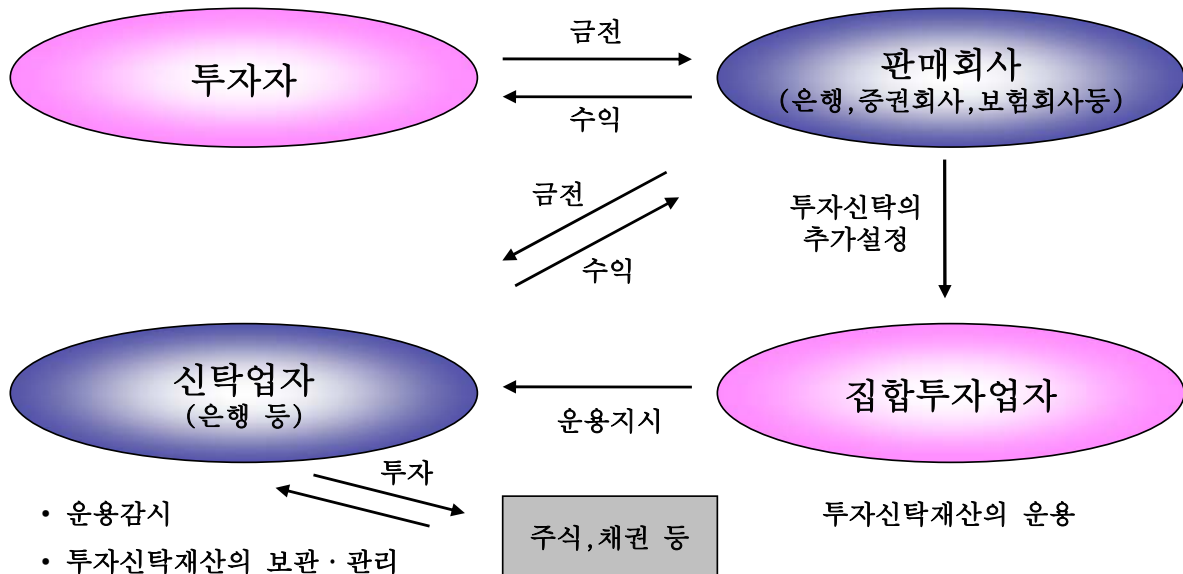 금전
투자자
판매회사
(은행,증권회사,보험회사등)
수익
금전
투자신탁의
추가설정
수익
신탁업자
(은행 등)
집합투자업자
운용지시
투자
• 운용감시
주식,채권 등
투자신탁재산의 운용
• 투자신탁재산의 보관·관리